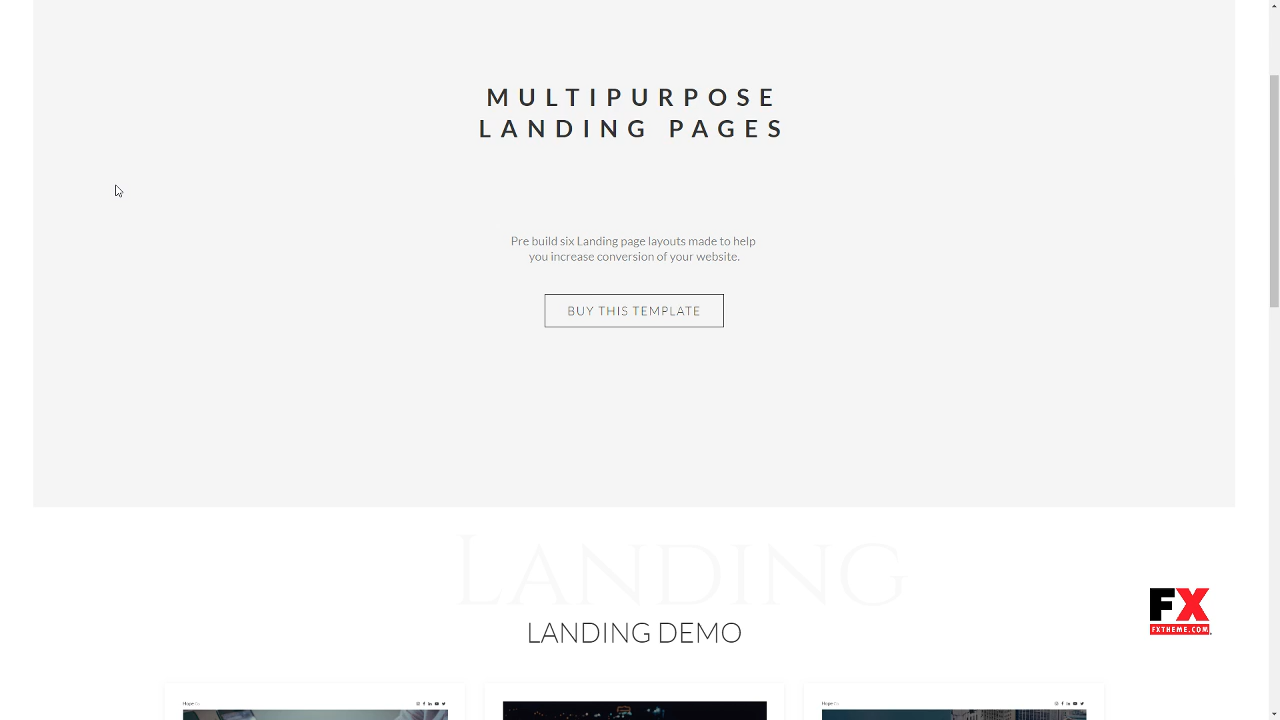 MULTIPURPOSE
LANDING PAGES
Pre build six Landing page layouts made to help
you increase conversion of your website.
BUY THIS TEMPLATE
LANDING
LANDING DEMO
FX
FXTHEME.COM